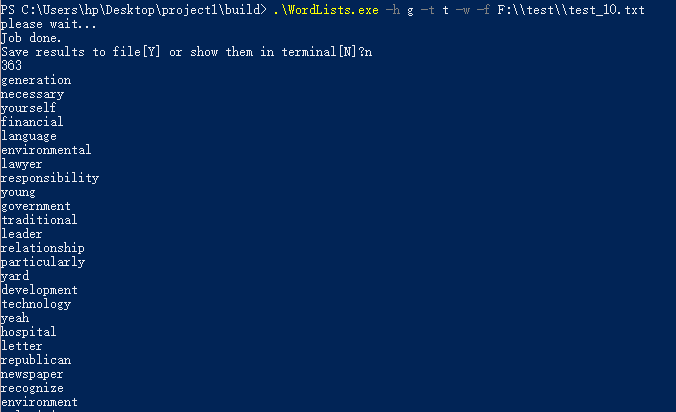 PS C:\Users\hp\Desktop\project1\build> .\WordLists.exe -h g -t t -w -f F:\\test\\test_10.txt
please wait...
Job done.
Save results to file[Y] or show them in terminal[N]?n
363
generation
necessary
yourself
financial
language
environmental
lawyer
responsibility
young
government
traditional
leader
relationship
particularly
yard
development
technology
yeah
hospital
letter
republican
newspaper
recognize
environment